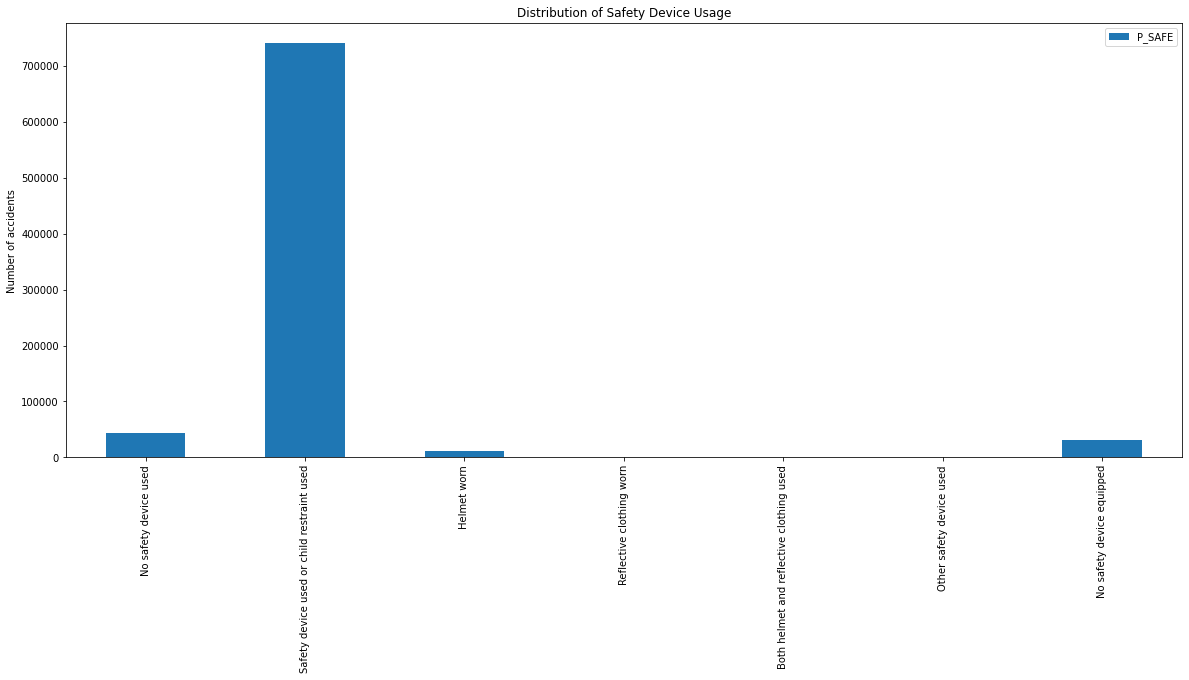 Distribution of Safety Device Usage
P_SAFE
Number of accidents
700000
600000
500000
400000
300000
200000
100000
0
No safety device used
Safety device used or child restraint used
Helmet worn
Reflective clothing worn
Both helmet and reflective clothing used
Other safety device used
No safety device equipped